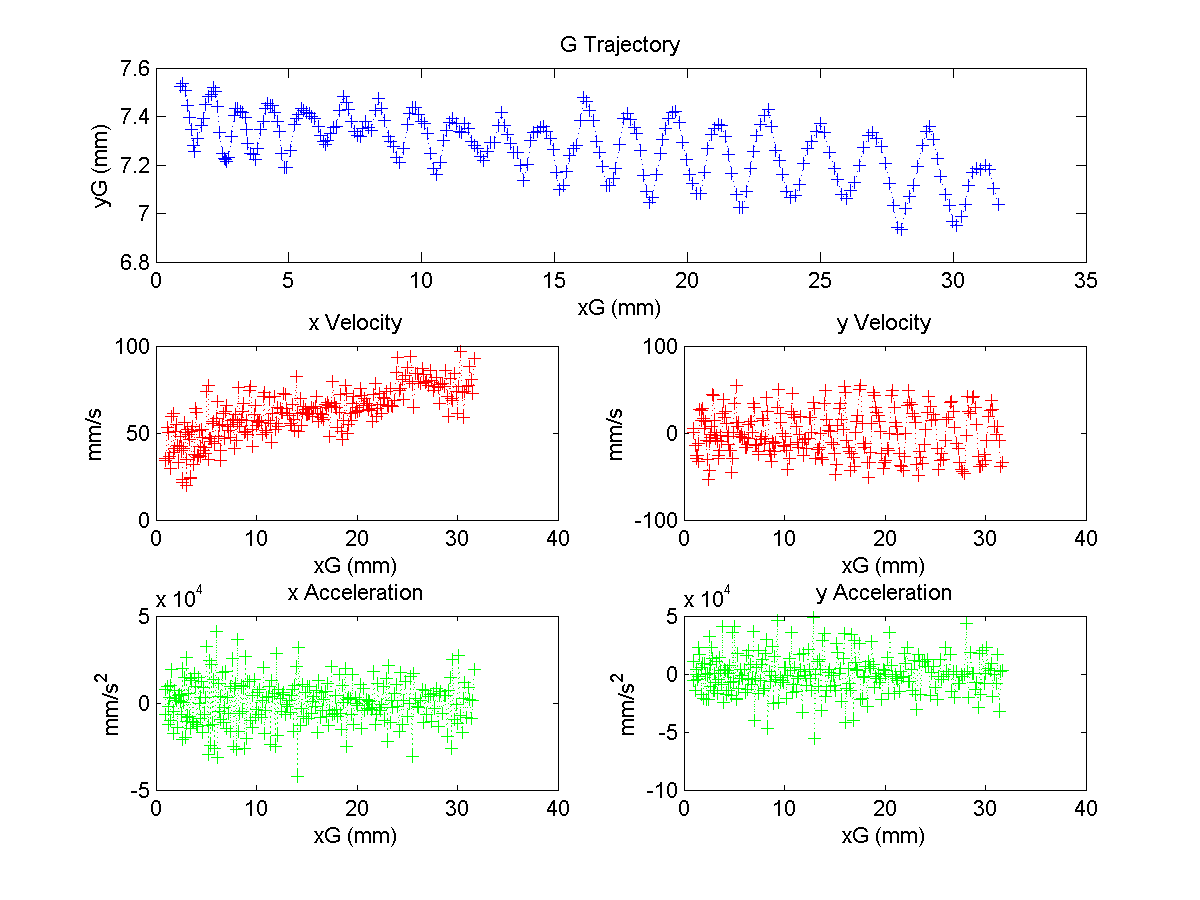 G Trajectory
7.6
7.4
7.2
7
6.8
yG (mm)
0 5 10 15 20 25 30 35
xG (mm)
x Velocity
100
50
0
mm/s
0 10 20 30 40
xG (mm)
y Velocity
100
0
-100
mm/s
0 10 20 30 40
xG (mm)
x Acceleration
x 10^4
5
0
-5
mm/s^2
0 10 20 30 40
xG (mm)
y Acceleration
x 10^4
5
0
-5
-10
mm/s^2
0 10 20 30 40
xG (mm)